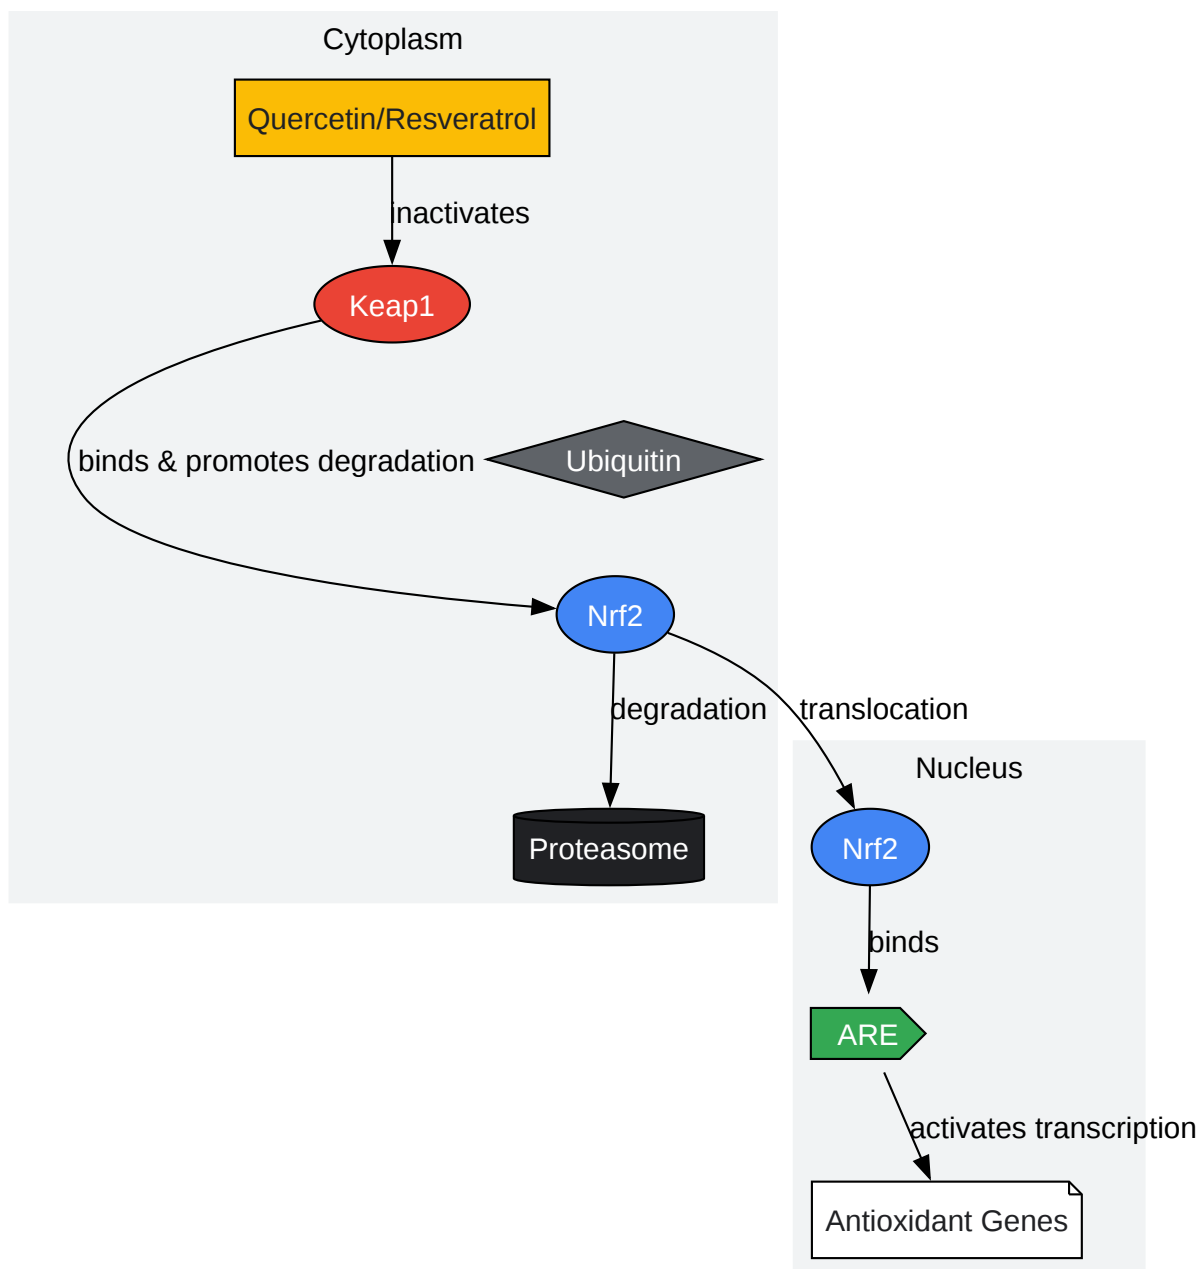 Cytoplasm
Quercetin/Resveratrol
inactivates
Keap1
binds & promotes degradation
Ubiquitin
Nrf2
degradation
translocation
Nucleus
Proteasome
Nrf2
binds
ARE
activates transcription
Antioxidant Genes